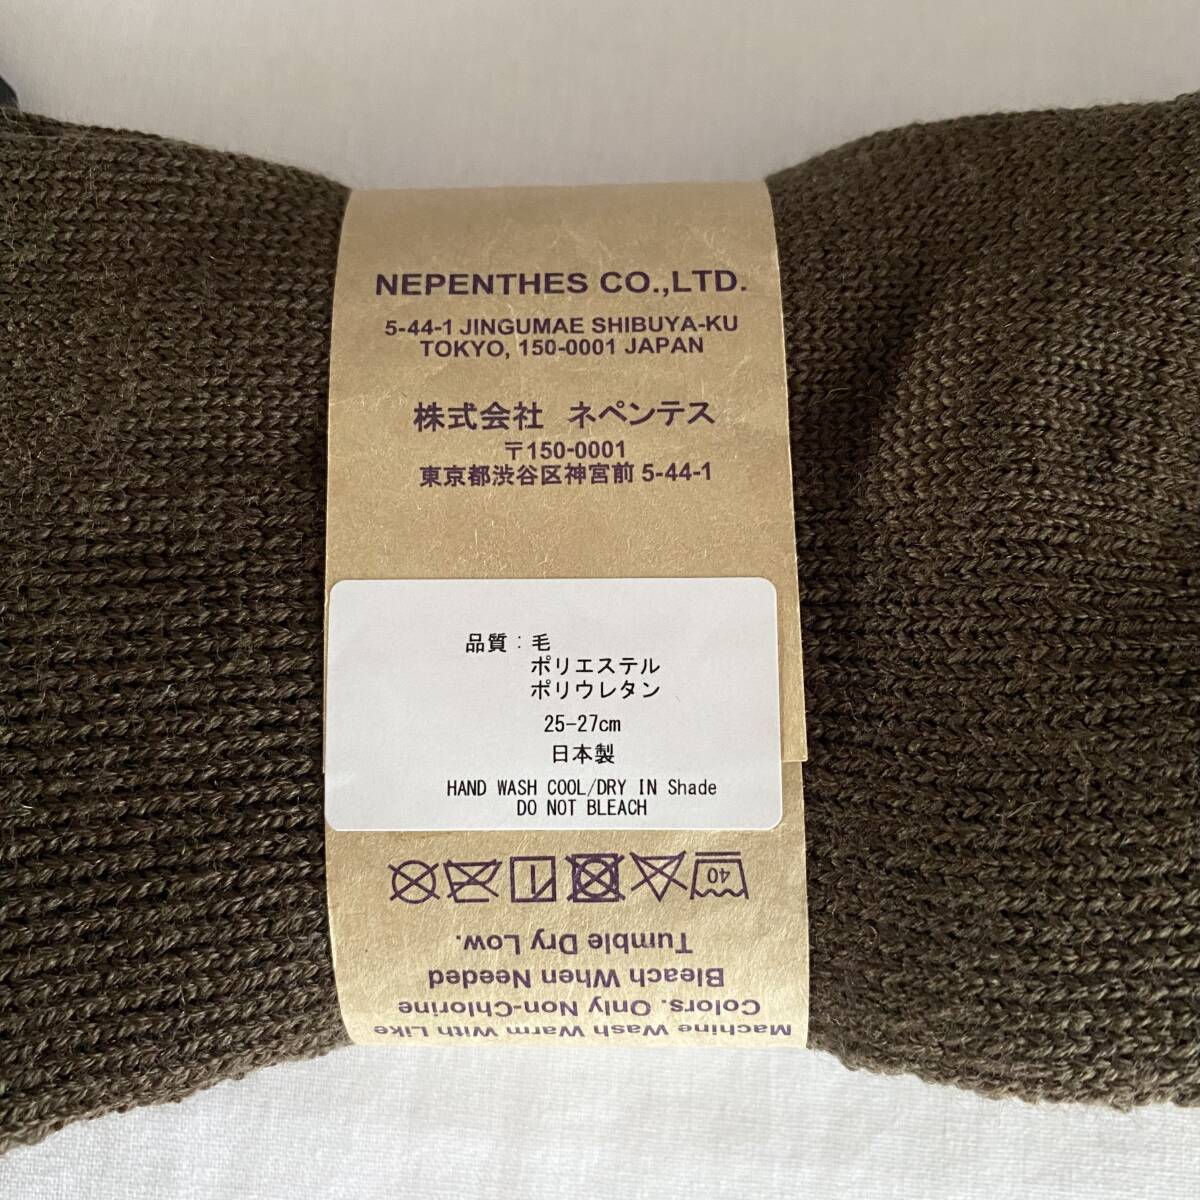 NEPENTHES CO.,LTD.
5-44-1 JINGUMAE SHIBUYA-KU
TOKYO, 150-0001 JAPAN
株式会社 ネペンテス
〒150-0001
東京都渋谷区神宮前 5-44-1
品質：毛
ポリエステル
ポリウレタン
25-27cm
日本製
HAND WASH COOL/DRY IN Shade
DO NOT BLEACH
40
Machine Wash Warm With Like
Colors. Only Non-Chlorine
Bleach When Needed
Tumble Dry Low.